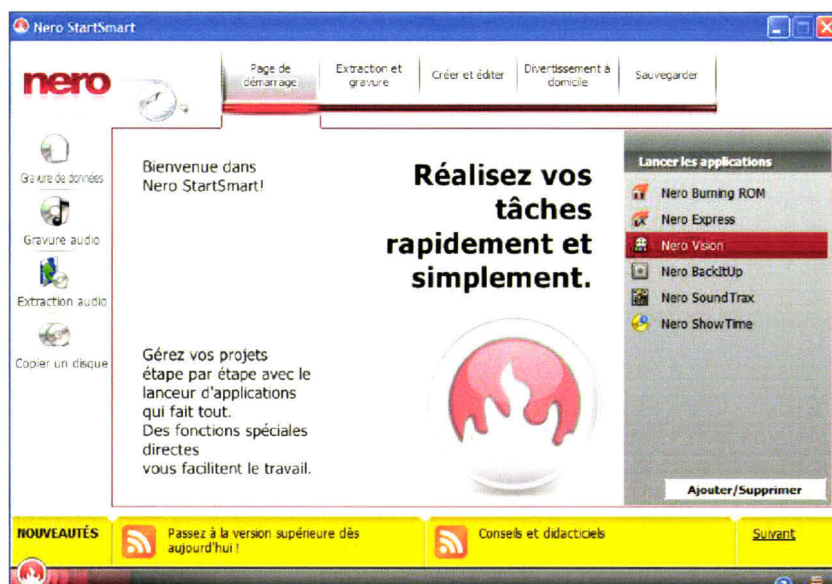 Nero StartSmart
nero
Page de
démarrage
Extraction et
gravure
Créer et éditer
Divertissement à
domicile
Sauvegarder
Gravure de données
Gravure audio
Extraction audio
Copier un disque
Bienvenue dans
Nero StartSmart!
Réalisez vos
tâches
rapidement et
simplement.
Gérez vos projets
étape par étape avec le
lanceur d'applications
qui fait tout.
Des fonctions spéciales
directes
vous facilitent le travail.
Lancer les applications
Nero Burning ROM
Nero Express
Nero Vision
Nero BackItUp
Nero SoundTrax
Nero ShowTime
Ajouter/Supprimer
NOUVEAUTÉS
Passez à la version supérieure dès
aujourd'hui !
Conseils et didacticiels
Suivant